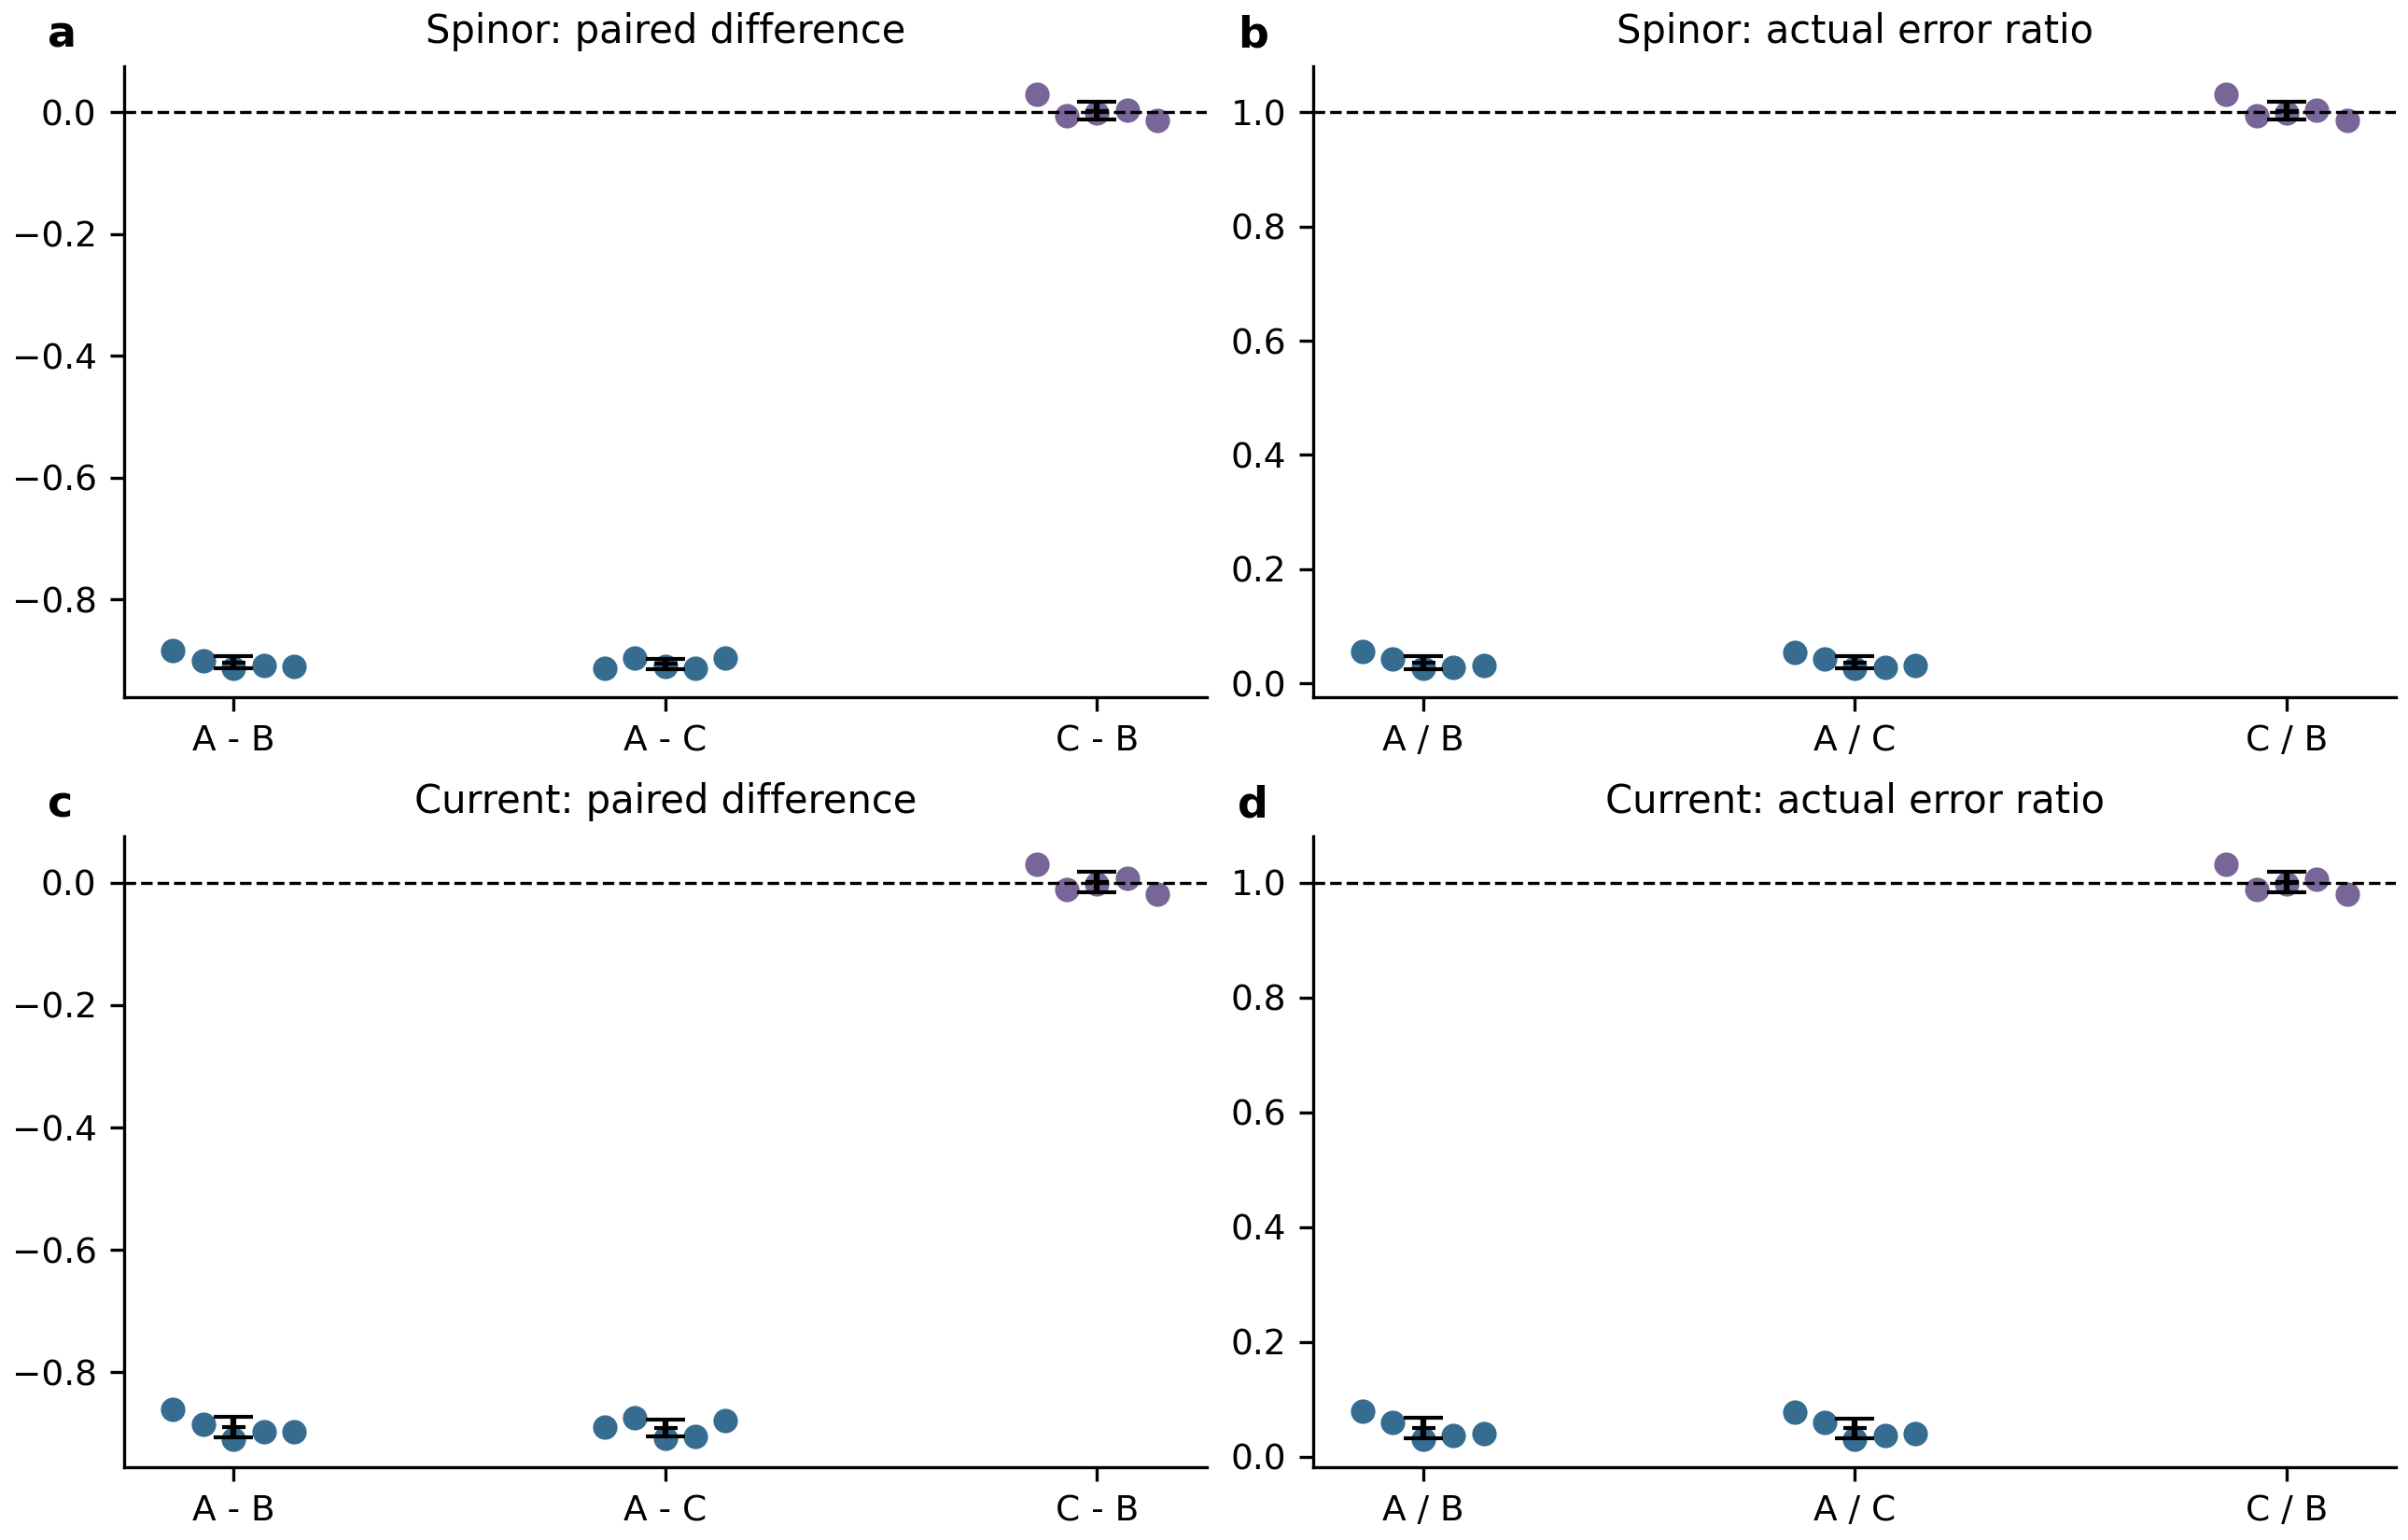 a
Spinor: paired difference
0.0
−0.2
−0.4
−0.6
−0.8
A - B
A - C
C - B
b
Spinor: actual error ratio
1.0
0.8
0.6
0.4
0.2
0.0
A / B
A / C
C / B
c
Current: paired difference
0.0
−0.2
−0.4
−0.6
−0.8
A - B
A - C
C - B
d
Current: actual error ratio
1.0
0.8
0.6
0.4
0.2
0.0
A / B
A / C
C / B